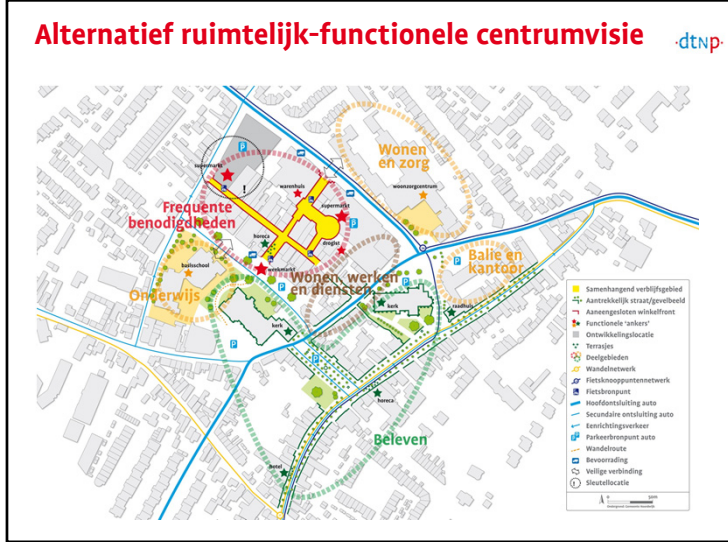 Alternatief ruimtelijk-functionele centrumvisie
·dtnp·
Wonen
en zorg
woonzorgcentrum
supermarkt
!
warenhuis
supermarkt
Frequente
benodigdheden
horeca
drogist
weekmarkt
basisschool
Onderwijs
Wonen, werken
en diensten
Balie en
kantoor
kerk
raadhuis
kerk
horeca
Beleven
hotel
P
P
P
P
P
P
P
P
Samenhangend verblijfsgebied
Aantrekkelijk straat/gevelbeeld
Aaneengesloten winkelfront
Functionele 'ankers'
Ontwikkelingslocatie
Terrasjes
Deelgebieden
Wandelnetwerk
Fietsknooppuntennetwerk
Fietsbronpunt
Hoofdontsluiting auto
Secundaire ontsluiting auto
Eenrichtingsverkeer
Parkeerbronpunt auto
Wandelroute
Bevoorrading
Veilige verbinding
Sleutellocatie